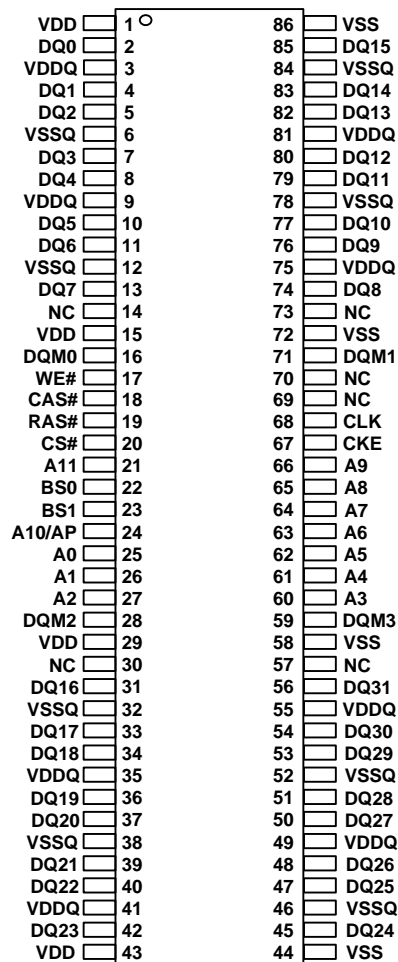 VDD 1 86 VSS
DQ0 2 85 DQ15
VDDQ 3 84 VSSQ
DQ1 4 83 DQ14
DQ2 5 82 DQ13
VSSQ 6 81 VDDQ
DQ3 7 80 DQ12
DQ4 8 79 DQ11
VDDQ 9 78 VSSQ
DQ5 10 77 DQ10
DQ6 11 76 DQ9
VSSQ 12 75 VDDQ
DQ7 13 74 DQ8
NC 14 73 NC
VDD 15 72 VSS
DQM0 16 71 DQM1
WE# 17 70 NC
CAS# 18 69 NC
RAS# 19 68 CLK
CS# 20 67 CKE
A11 21 66 A9
BS0 22 65 A8
BS1 23 64 A7
A10/AP 24 63 A6
A0 25 62 A5
A1 26 61 A4
A2 27 60 A3
DQM2 28 59 DQM3
VDD 29 58 VSS
NC 30 57 NC
DQ16 31 56 DQ31
VSSQ 32 55 VDDQ
DQ17 33 54 DQ30
DQ18 34 53 DQ29
VDDQ 35 52 VSSQ
DQ19 36 51 DQ28
DQ20 37 50 DQ27
VSSQ 38 49 VDDQ
DQ21 39 48 DQ26
DQ22 40 47 DQ25
VDDQ 41 46 VSSQ
DQ23 42 45 DQ24
VDD 43 44 VSS